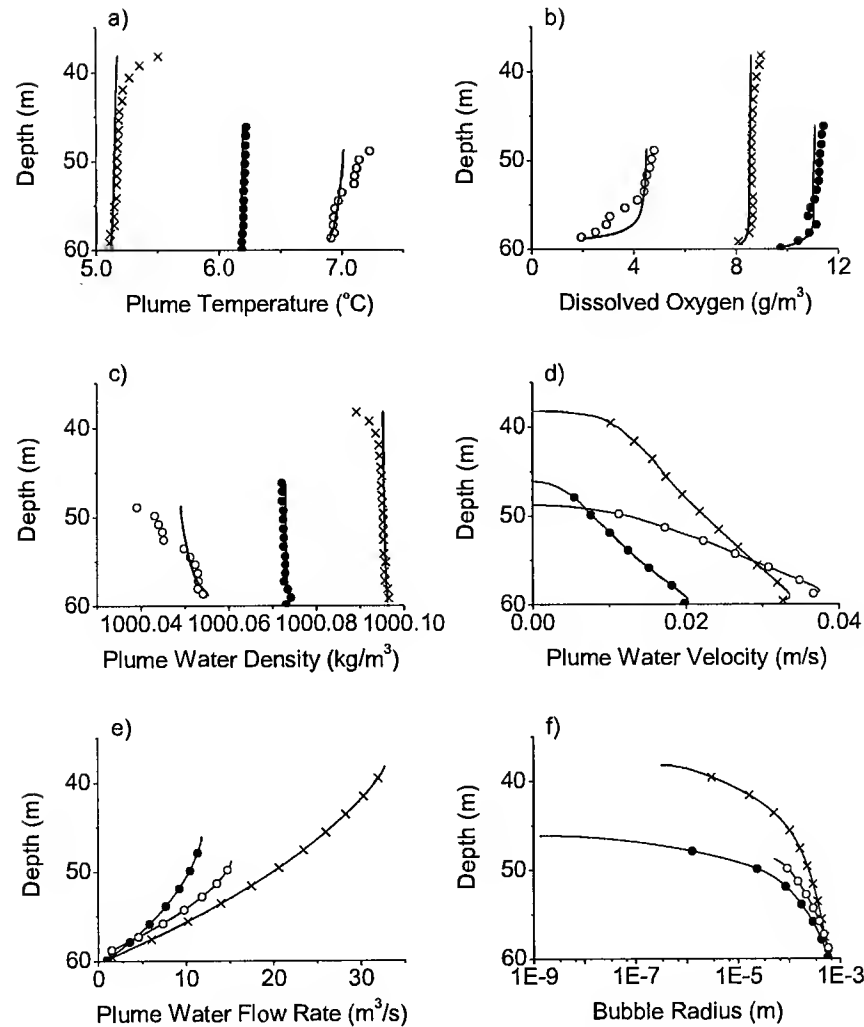 a)
Depth (m)
40
50
60
5.0 6.0 7.0
Plume Temperature (°C)
b)
Depth (m)
40
50
60
0 4 8 12
Dissolved Oxygen (g/m³)
c)
Depth (m)
40
50
60
1000.04 1000.06 1000.08 1000.10
Plume Water Density (kg/m³)
d)
Depth (m)
40
50
60
0.00 0.02 0.04
Plume Water Velocity (m/s)
e)
Depth (m)
40
50
60
0 10 20 30
Plume Water Flow Rate (m³/s)
f)
Depth (m)
40
50
60
1E-9 1E-7 1E-5 1E-3
Bubble Radius (m)